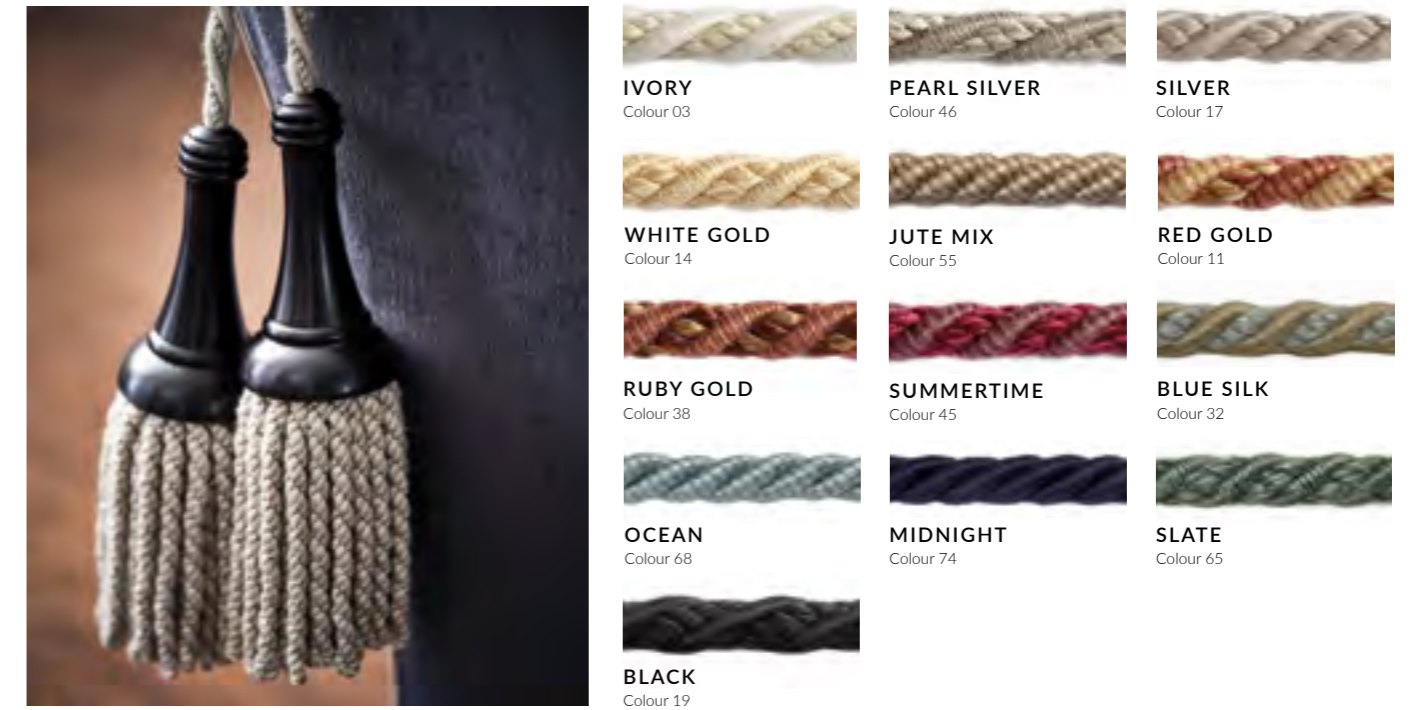 IVORY
Colour 03
PEARL SILVER
Colour 46
SILVER
Colour 17
WHITE GOLD
Colour 14
JUTE MIX
Colour 55
RED GOLD
Colour 11
RUBY GOLD
Colour 38
SUMMERTIME
Colour 45
BLUE SILK
Colour 32
OCEAN
Colour 68
MIDNIGHT
Colour 74
SLATE
Colour 65
BLACK
Colour 19